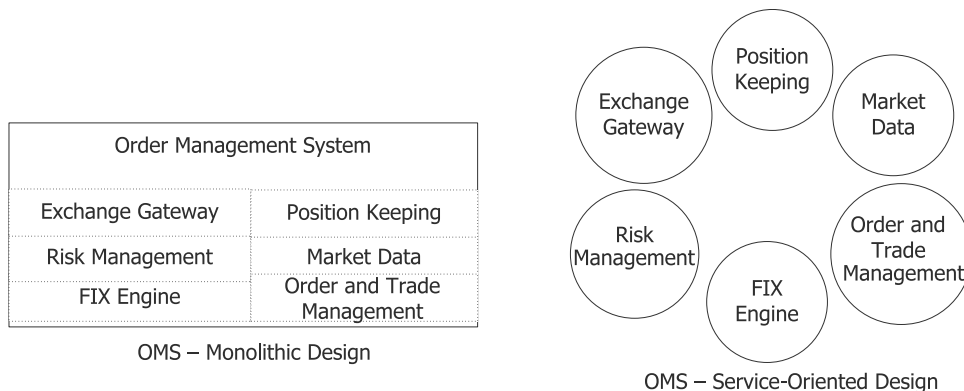 Order Management System
Exchange Gateway
Position Keeping
Risk Management
Market Data
FIX Engine
Order and Trade
Management
OMS – Monolithic Design
Position
Keeping
Exchange
Gateway
Market
Data
Risk
Management
Order and
Trade
Management
FIX
Engine
OMS – Service-Oriented Design